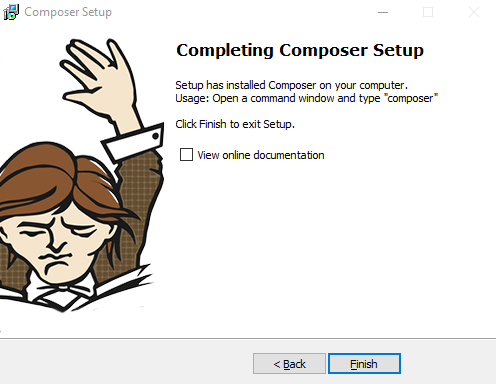 Composer Setup
Completing Composer Setup
Setup has installed Composer on your computer.
Usage: Open a command window and type "composer"
Click Finish to exit Setup.
View online documentation
< Back
Finish